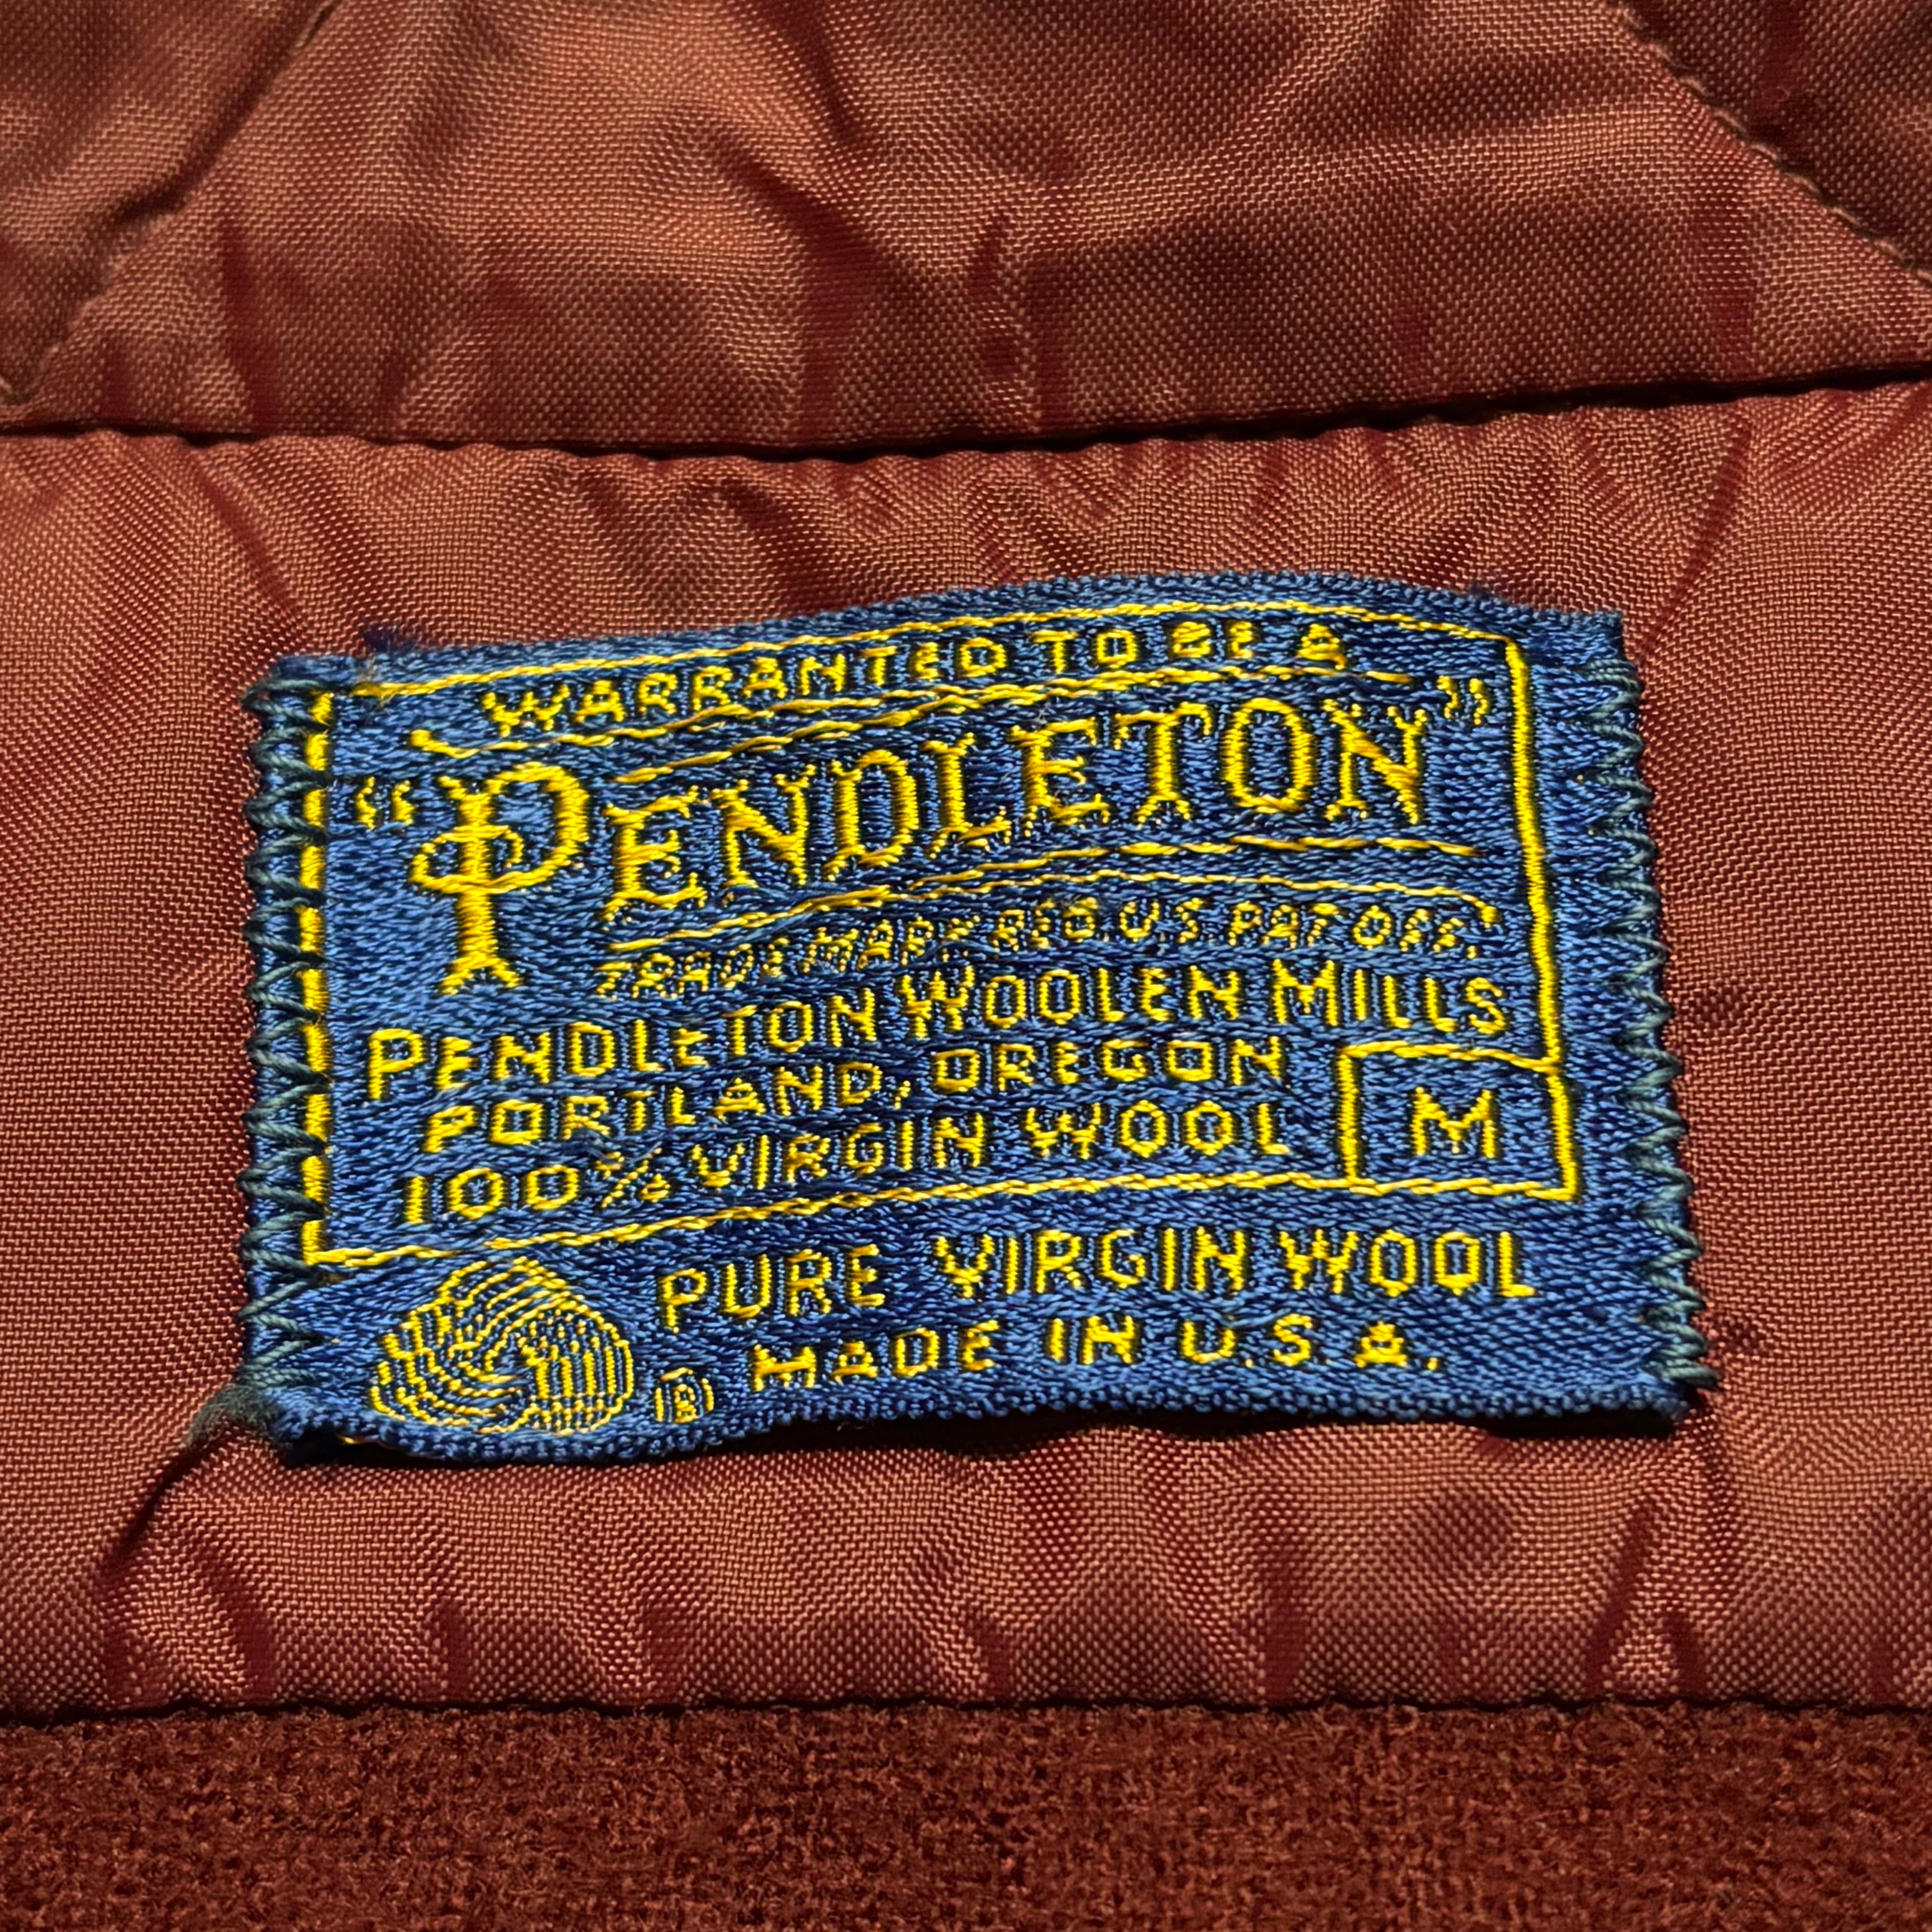 WARRANTED TO BE A
"PENDLETON"
TRADE MARK REG. U.S. PAT. OFF.
PENDLETON WOOLEN MILLS
PORTLAND, OREGON
100% VIRGIN WOOL
M
PURE VIRGIN WOOL
® MADE IN U.S.A.